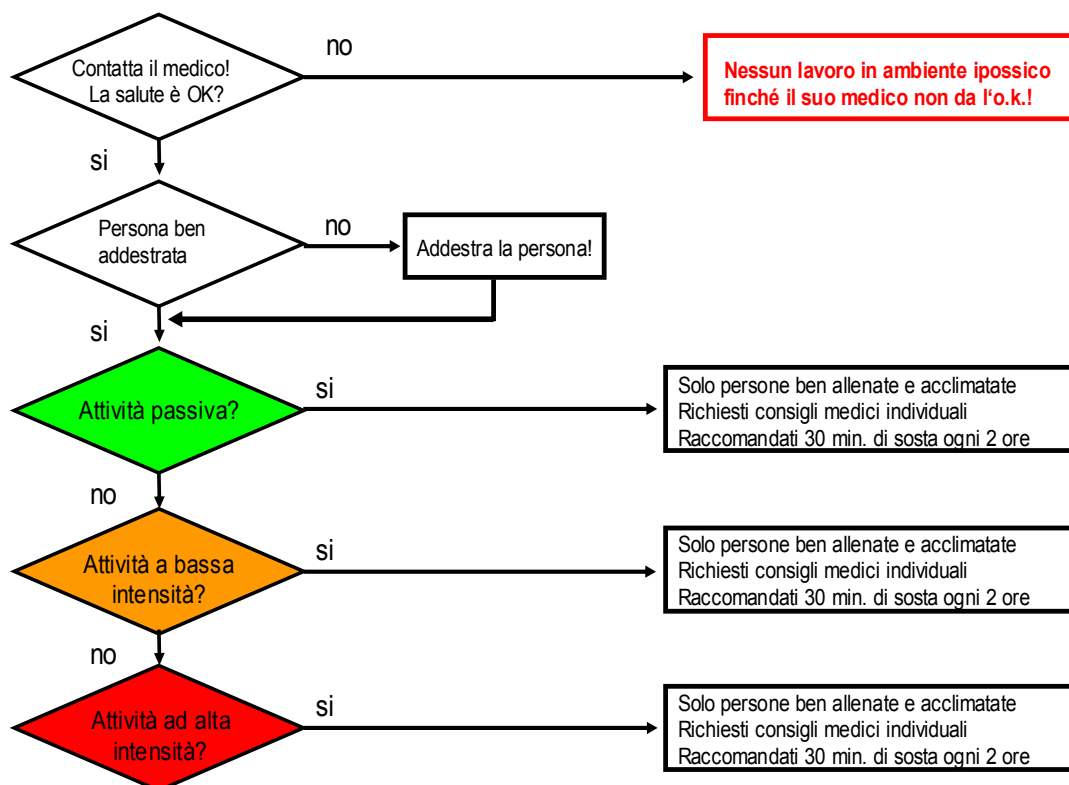 no
Contatta il medico!
La salute è OK?
Nessun lavoro in ambiente ipossico
finché il suo medico non da l'o.k.!
si
Persona ben
addestrata
no
Addestra la persona!
si
Attività passiva?
si
Solo persone ben allenate e acclimatate
Richiesti consigli medici individuali
Raccomandati 30 min. di sosta ogni 2 ore
no
Attività a bassa
intensità?
si
Solo persone ben allenate e acclimatate
Richiesti consigli medici individuali
Raccomandati 30 min. di sosta ogni 2 ore
no
Attività ad alta
intensità?
si
Solo persone ben allenate e acclimatate
Richiesti consigli medici individuali
Raccomandati 30 min. di sosta ogni 2 ore